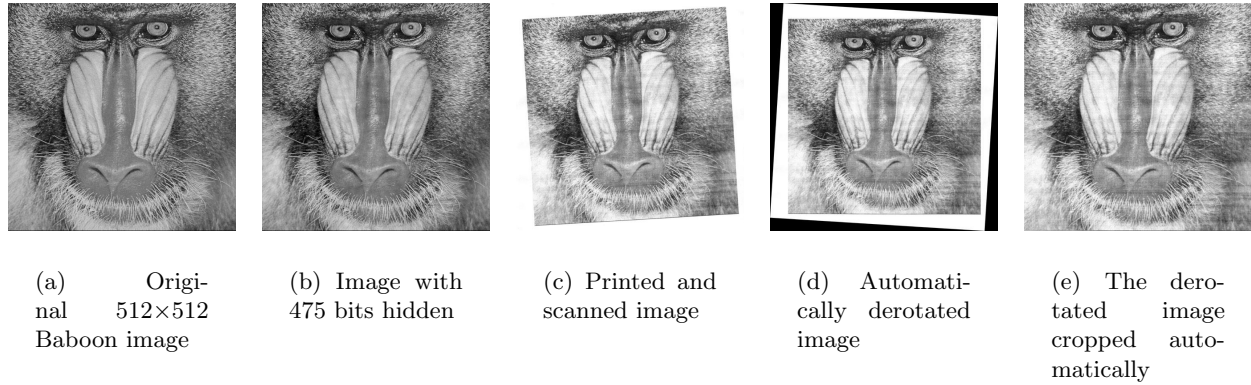 (a) Origi-
nal 512×512
Baboon image
(b) Image with
475 bits hidden
(c) Printed and
scanned image
(d) Automati-
cally derotated
image
(e) The dero-
tated image
cropped auto-
matically